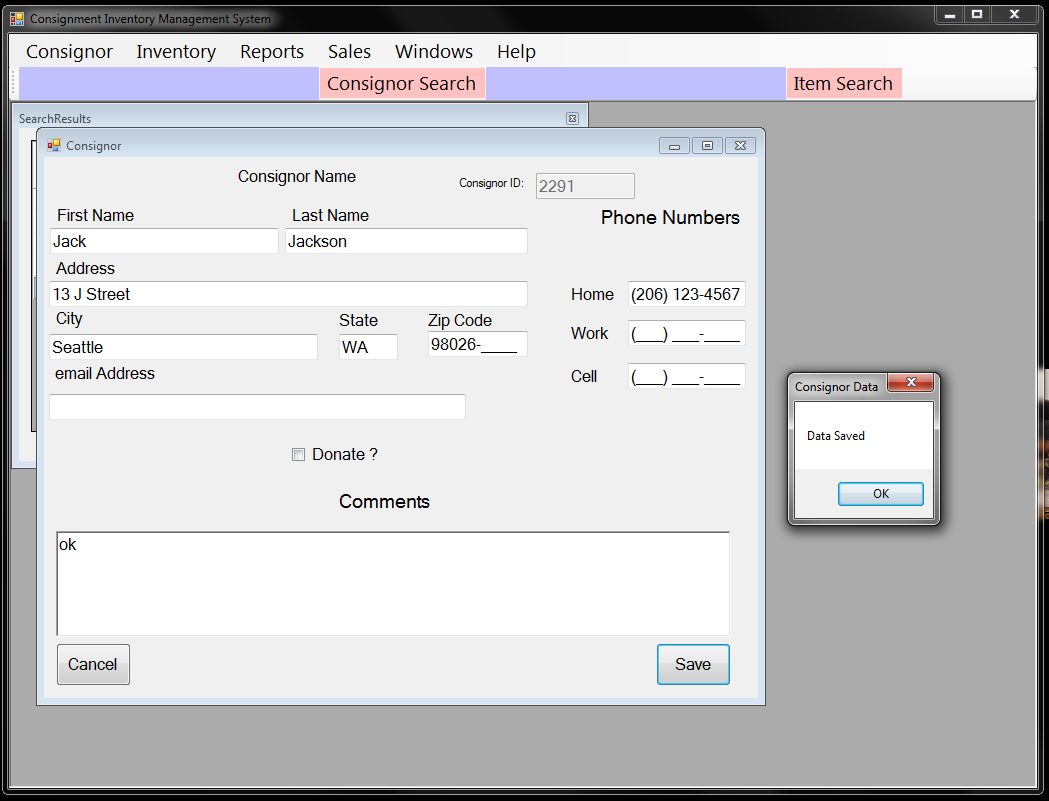 Consignment Inventory Management System
Consignor Inventory Reports Sales Windows Help
Consignor Search Item Search
SearchResults
Consignor
Consignor Name
Consignor ID: 2291
First Name Last Name
Phone Numbers
Jack Jackson
Address
13 J Street
Home (206) 123-4567
City State Zip Code
Work (___) ___-____
Seattle WA 98026-____
email Address
Cell (___) ___-____
Donate ?
Comments
ok
Cancel Save
Consignor Data
Data Saved
OK